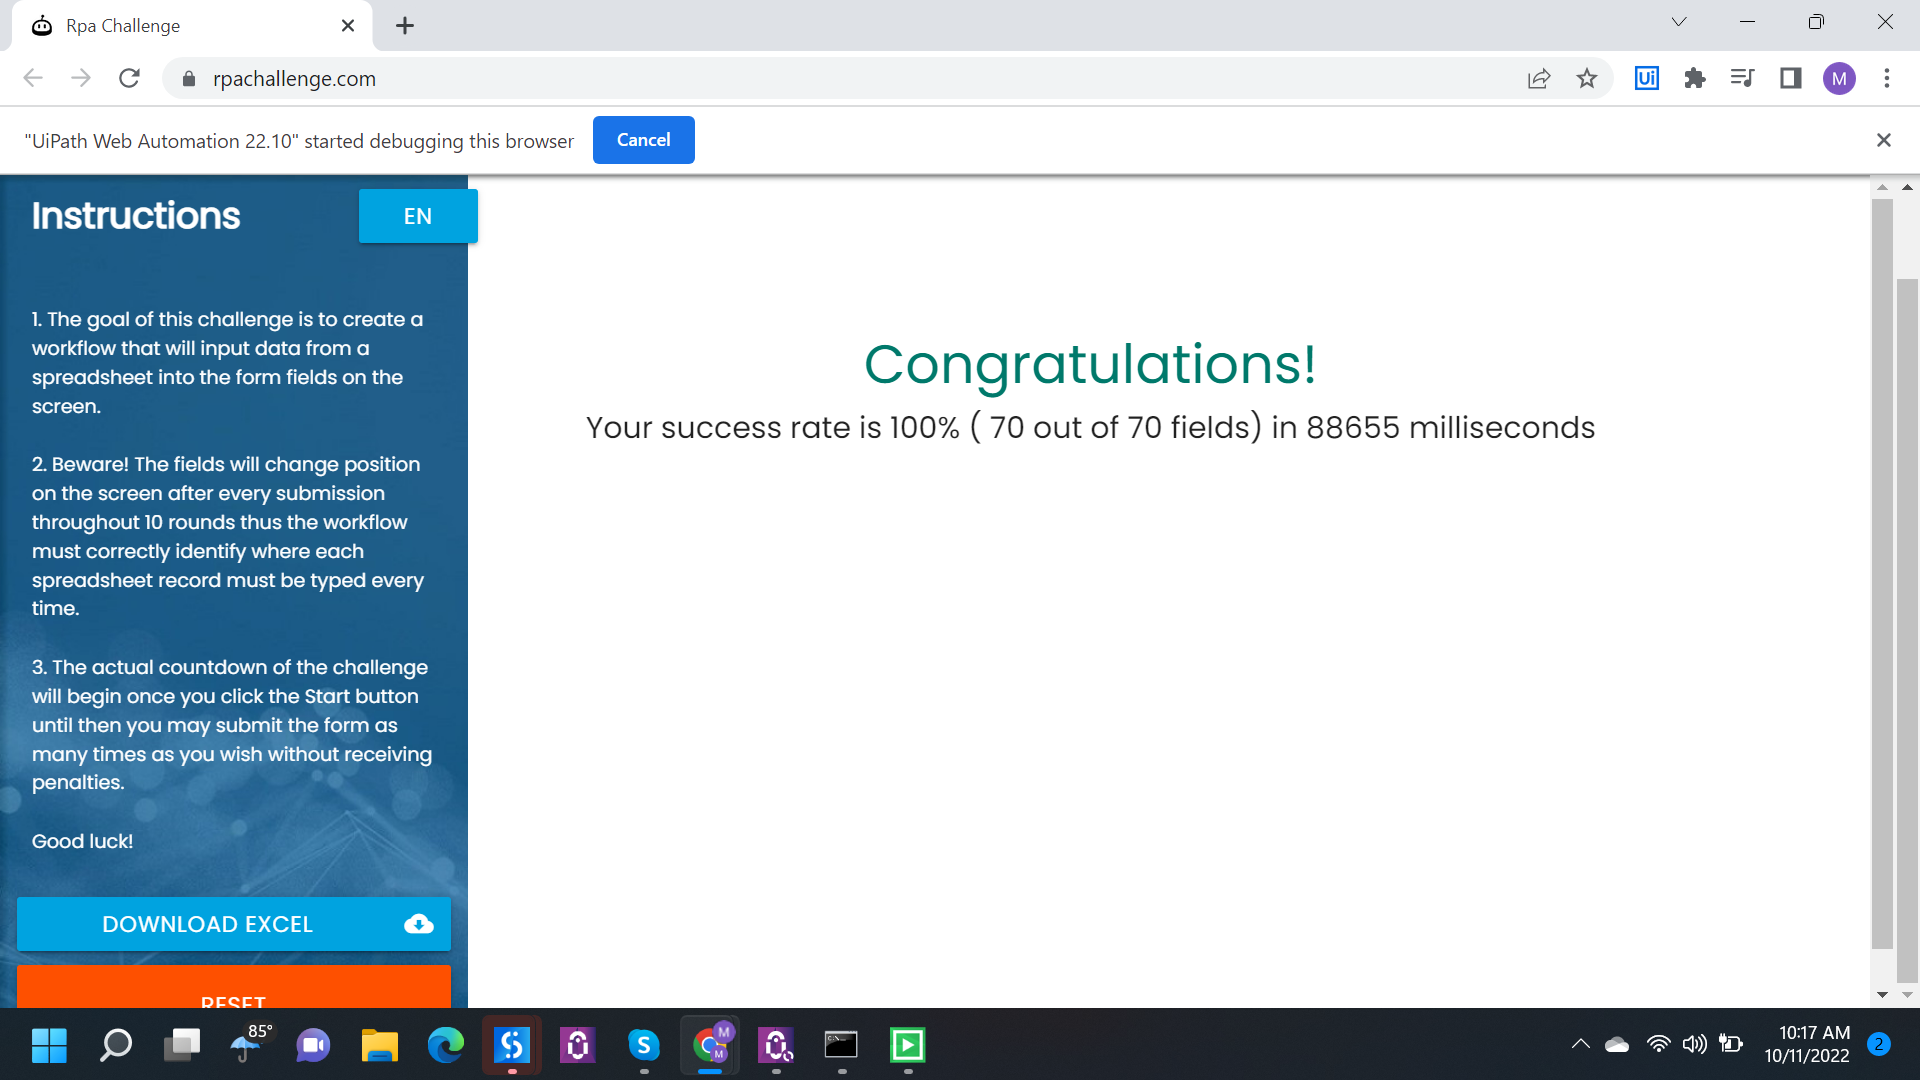 Rpa Challenge
rpachallenge.com
Ui
M
"UiPath Web Automation 22.10" started debugging this browser
Cancel
Instructions
EN
1. The goal of this challenge is to create a
workflow that will input data from a
spreadsheet into the form fields on the
screen.
2. Beware! The fields will change position
on the screen after every submission
throughout 10 rounds thus the workflow
must correctly identify where each
spreadsheet record must be typed every
time.
3. The actual countdown of the challenge
will begin once you click the Start button
until then you may submit the form as
many times as you wish without receiving
penalties.
Good luck!
DOWNLOAD EXCEL
RESET
Congratulations!
Your success rate is 100% ( 70 out of 70 fields) in 88655 milliseconds
85°
S
M
M
10:17 AM
10/11/2022
2